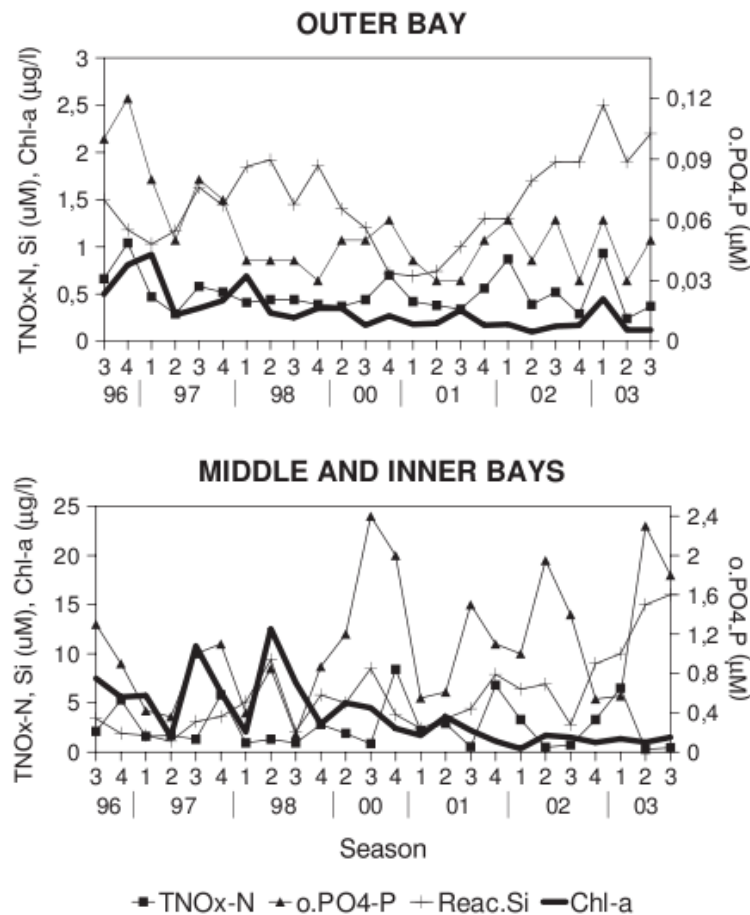 OUTER BAY
TNOx-N, Si (uM), Chl-a (µg/l)
3
2,5
2
1,5
1
0,5
0
0,12
0,09
0,06
0,03
0
o.PO4.P (µM)
3 4 1 2 3 4 1 2 3 4 2 3 4 1 2 3 4 1 2 3 4 1 2 3
96 | 97 | 98 | 00 | 01 | 02 | 03
MIDDLE AND INNER BAYS
TNOx-N, Si (uM), Chl-a (µg/l)
25
20
15
10
5
0
2,4
2
1,6
1,2
0,8
0,4
0
o.PO4.P (µM)
3 4 1 2 3 4 1 2 3 4 2 3 4 1 2 3 4 1 2 3 4 1 2 3
96 | 97 | 98 | 00 | 01 | 02 | 03
Season
TNOx-N o.PO4-P Reac.Si Chl-a